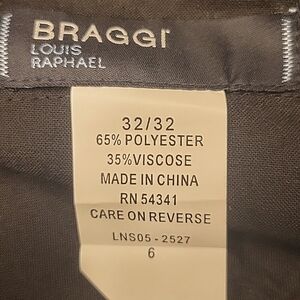 BRAGGI
LOUIS
RAPHAEL
32/32
65% POLYESTER
35%VISCOSE
MADE IN CHINA
RN 54341
CARE ON REVERSE
LNS05-2527
6